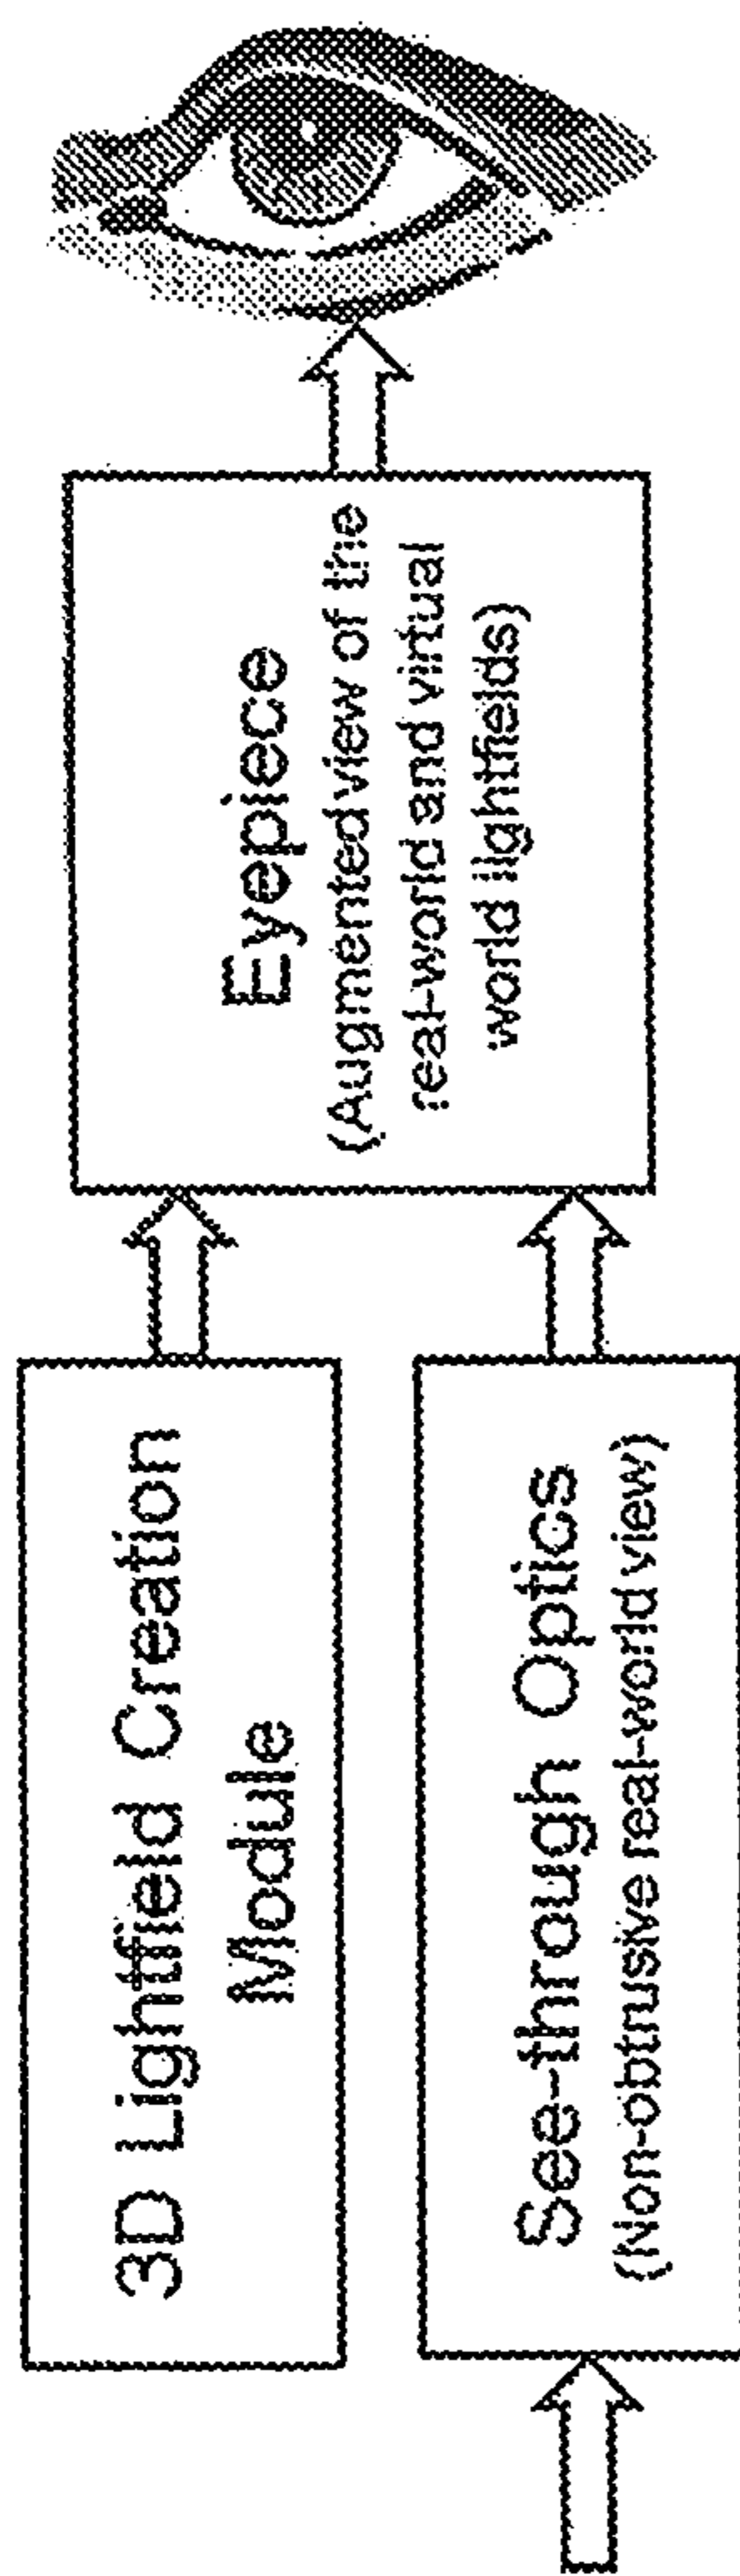 3D Lightfield Creation
Module
See-through Optics
(Non-obtrusive real-world view)
Eyepiece
(Augmented view of the
real-world and virtual
world lightfields)